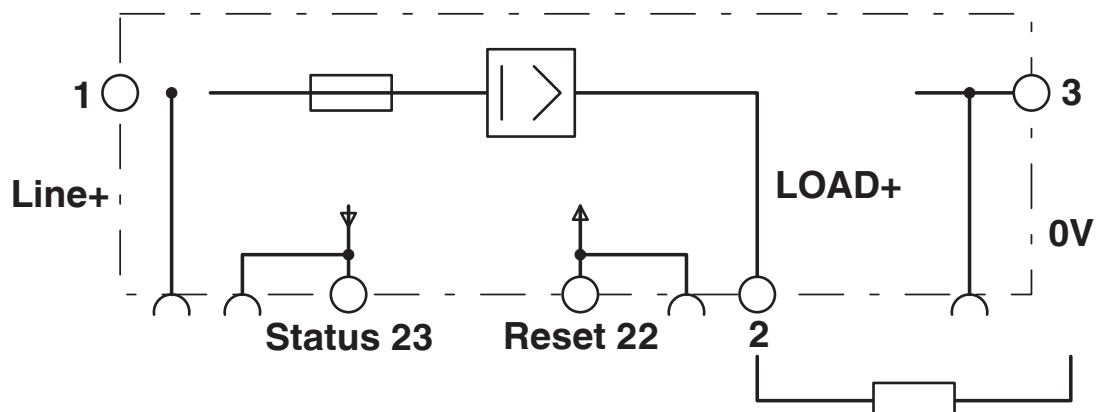 1
3
Line+
LOAD+
0V
Status 23
Reset 22
2